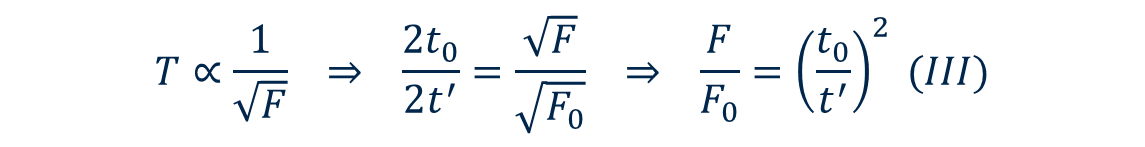 T ∝ 1/√F ⇒ 2t₀/2t′ = √F/√F₀ ⇒ F/F₀ = (t₀/t′)² (III)